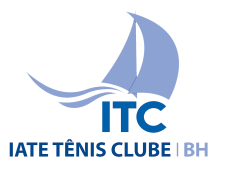 ITC
IATE TÊNIS CLUBE | BH